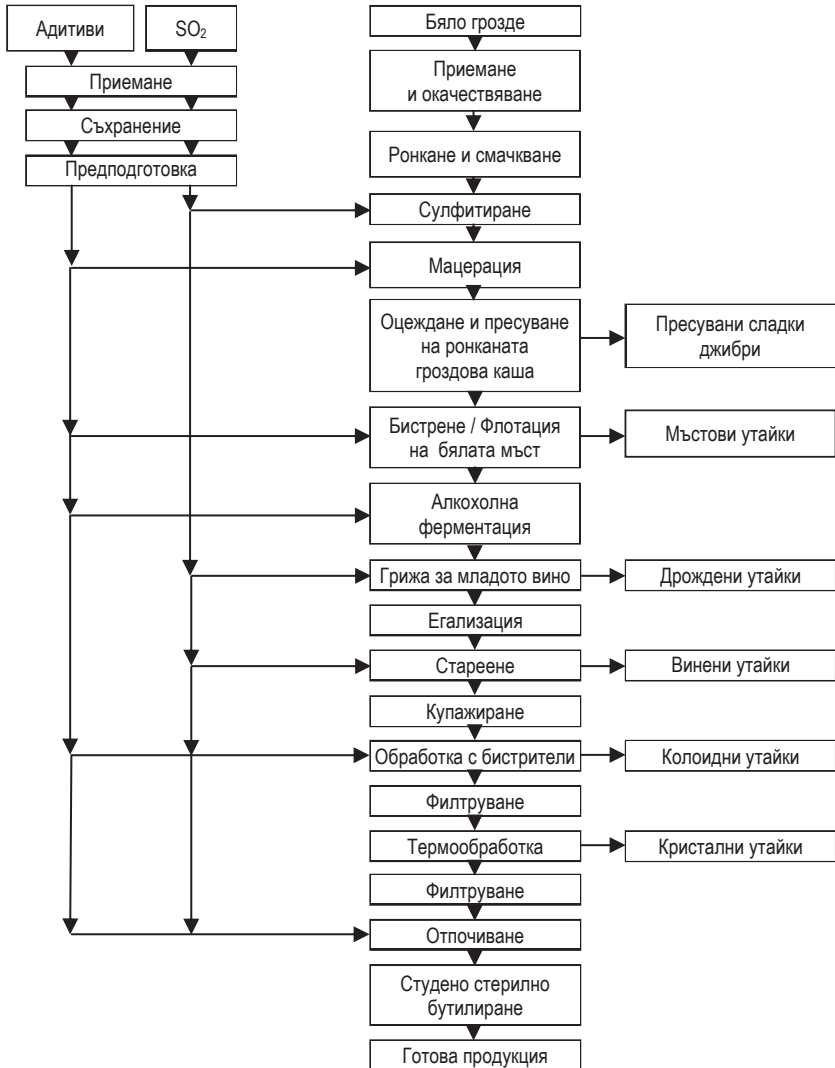 Адитиви
SO₂
Приемане
Съхранение
Предподготовка
Бяло грозде
Приемане
и окачествяване
Ронкане и смачкване
Сулфитиране
Мацерация
Оцеждане и пресуване
на ронканата
гроздова каша
Пресувани сладки
джибри
Бистрене / Флотация
на бялата мъст
Мъстови утайки
Алкохолна
ферментация
Грижа за младото вино
Дрождени утайки
Егализация
Стареене
Винени утайки
Купажиране
Обработка с бистрители
Колоидни утайки
Филтруване
Термообработка
Кристални утайки
Филтруване
Отпочиване
Студено стерилно
бутилиране
Готова продукция